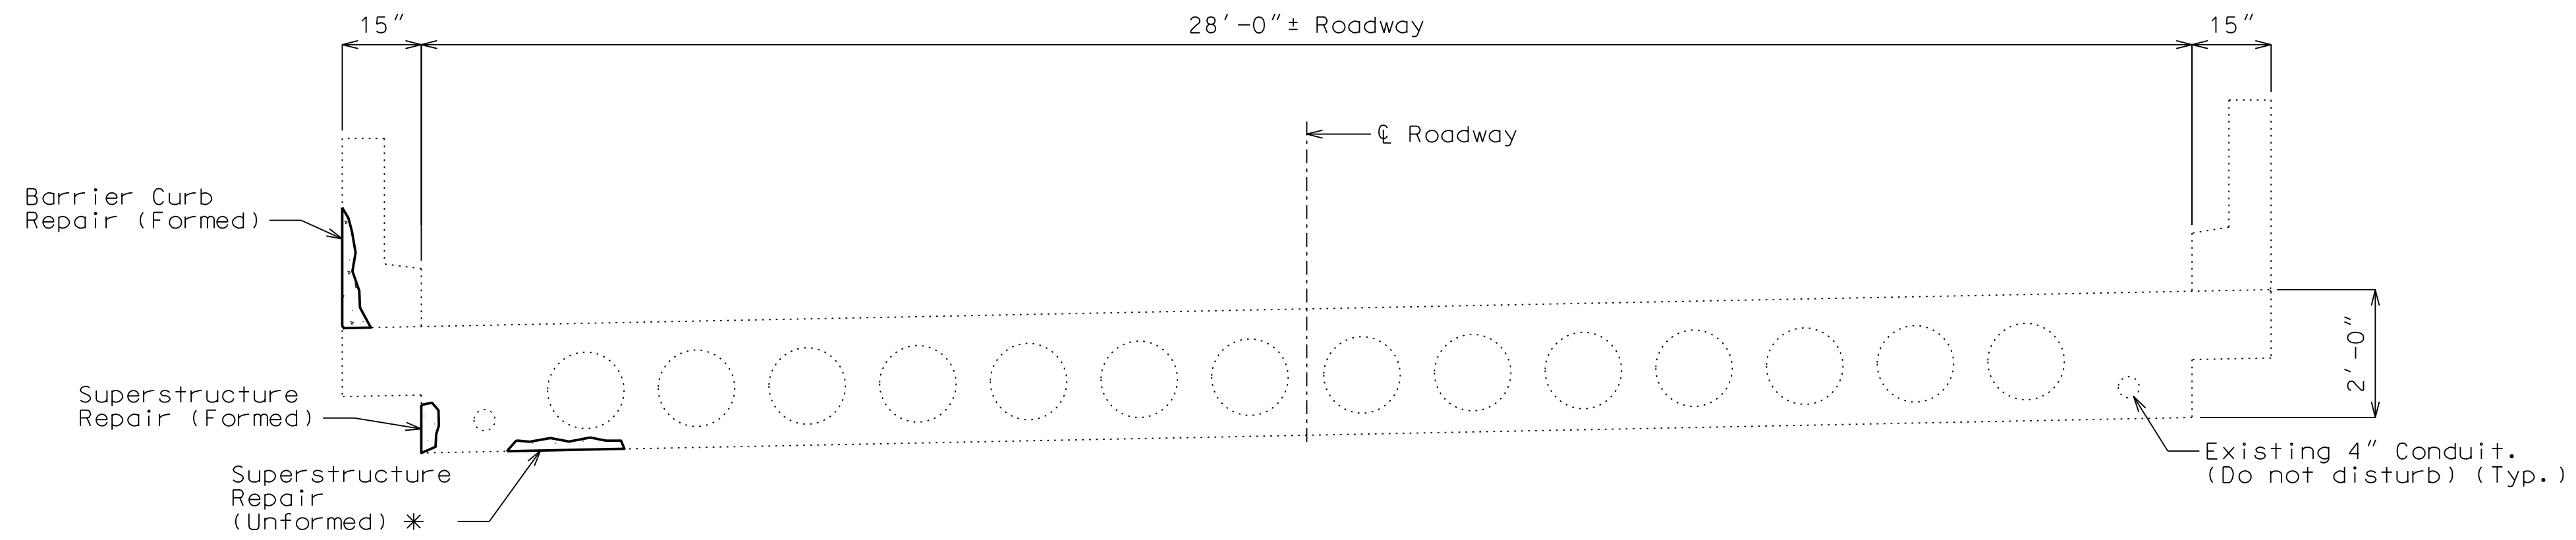 15"
28'-0"± Roadway
15"
℄ Roadway
Barrier Curb
Repair (Formed)
2'-0"
Superstructure
Repair (Formed)
Existing 4" Conduit.
(Do not disturb) (Typ.)
Superstructure
Repair
(Unformed) *